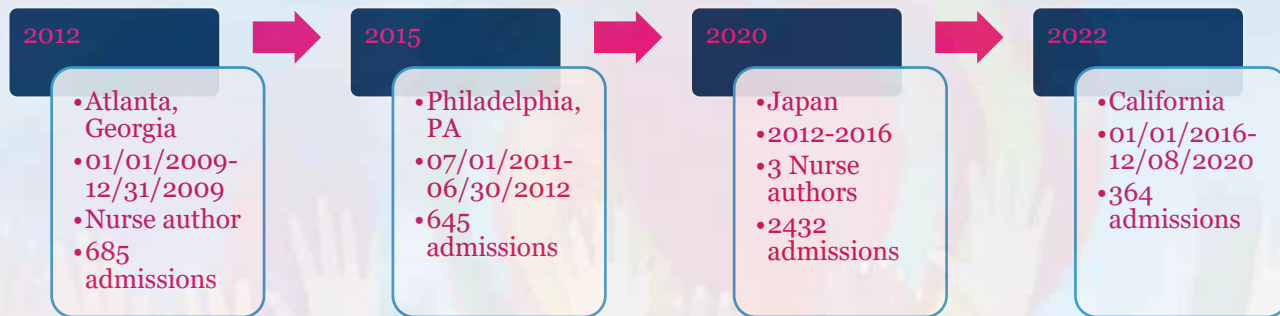 2012
•Atlanta,
Georgia
•01/01/2009-
12/31/2009
•Nurse author
•685
admissions
2015
•Philadelphia,
PA
•07/01/2011-
06/30/2012
•645
admissions
2020
•Japan
•2012-2016
•3 Nurse
authors
•2432
admissions
2022
•California
•01/01/2016-
12/08/2020
•364
admissions